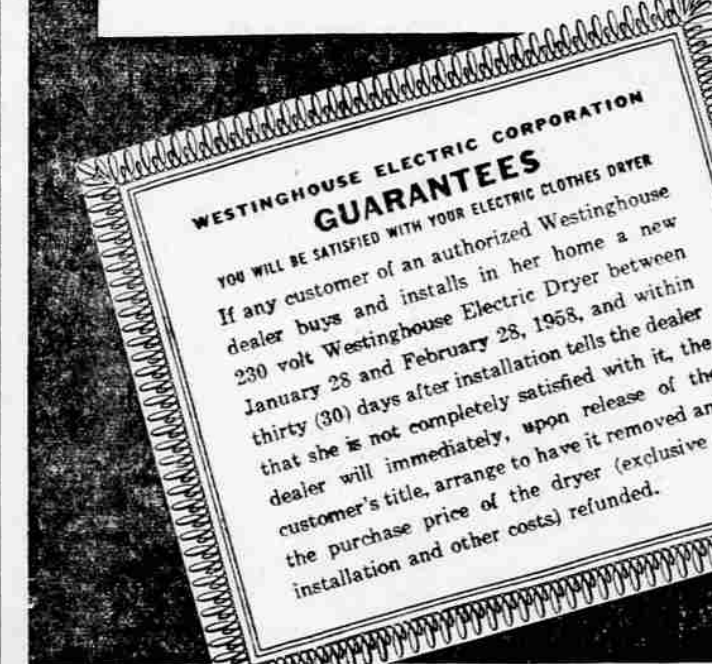 WESTINGHOUSE ELECTRIC CORPORATION
GUARANTEES
YOU WILL BE SATISFIED WITH YOUR ELECTRIC CLOTHES DRYER
If any customer of an authorized Westinghouse
dealer buys and installs in her home a new
230 volt Westinghouse Electric Dryer between
January 28 and February 28, 1958, and within
thirty (30) days after installation tells the dealer
that she is not completely satisfied with it, the
dealer will immediately, upon release of the
customer's title, arrange to have it removed an
the purchase price of the dryer (exclusive
installation and other costs) refunded.